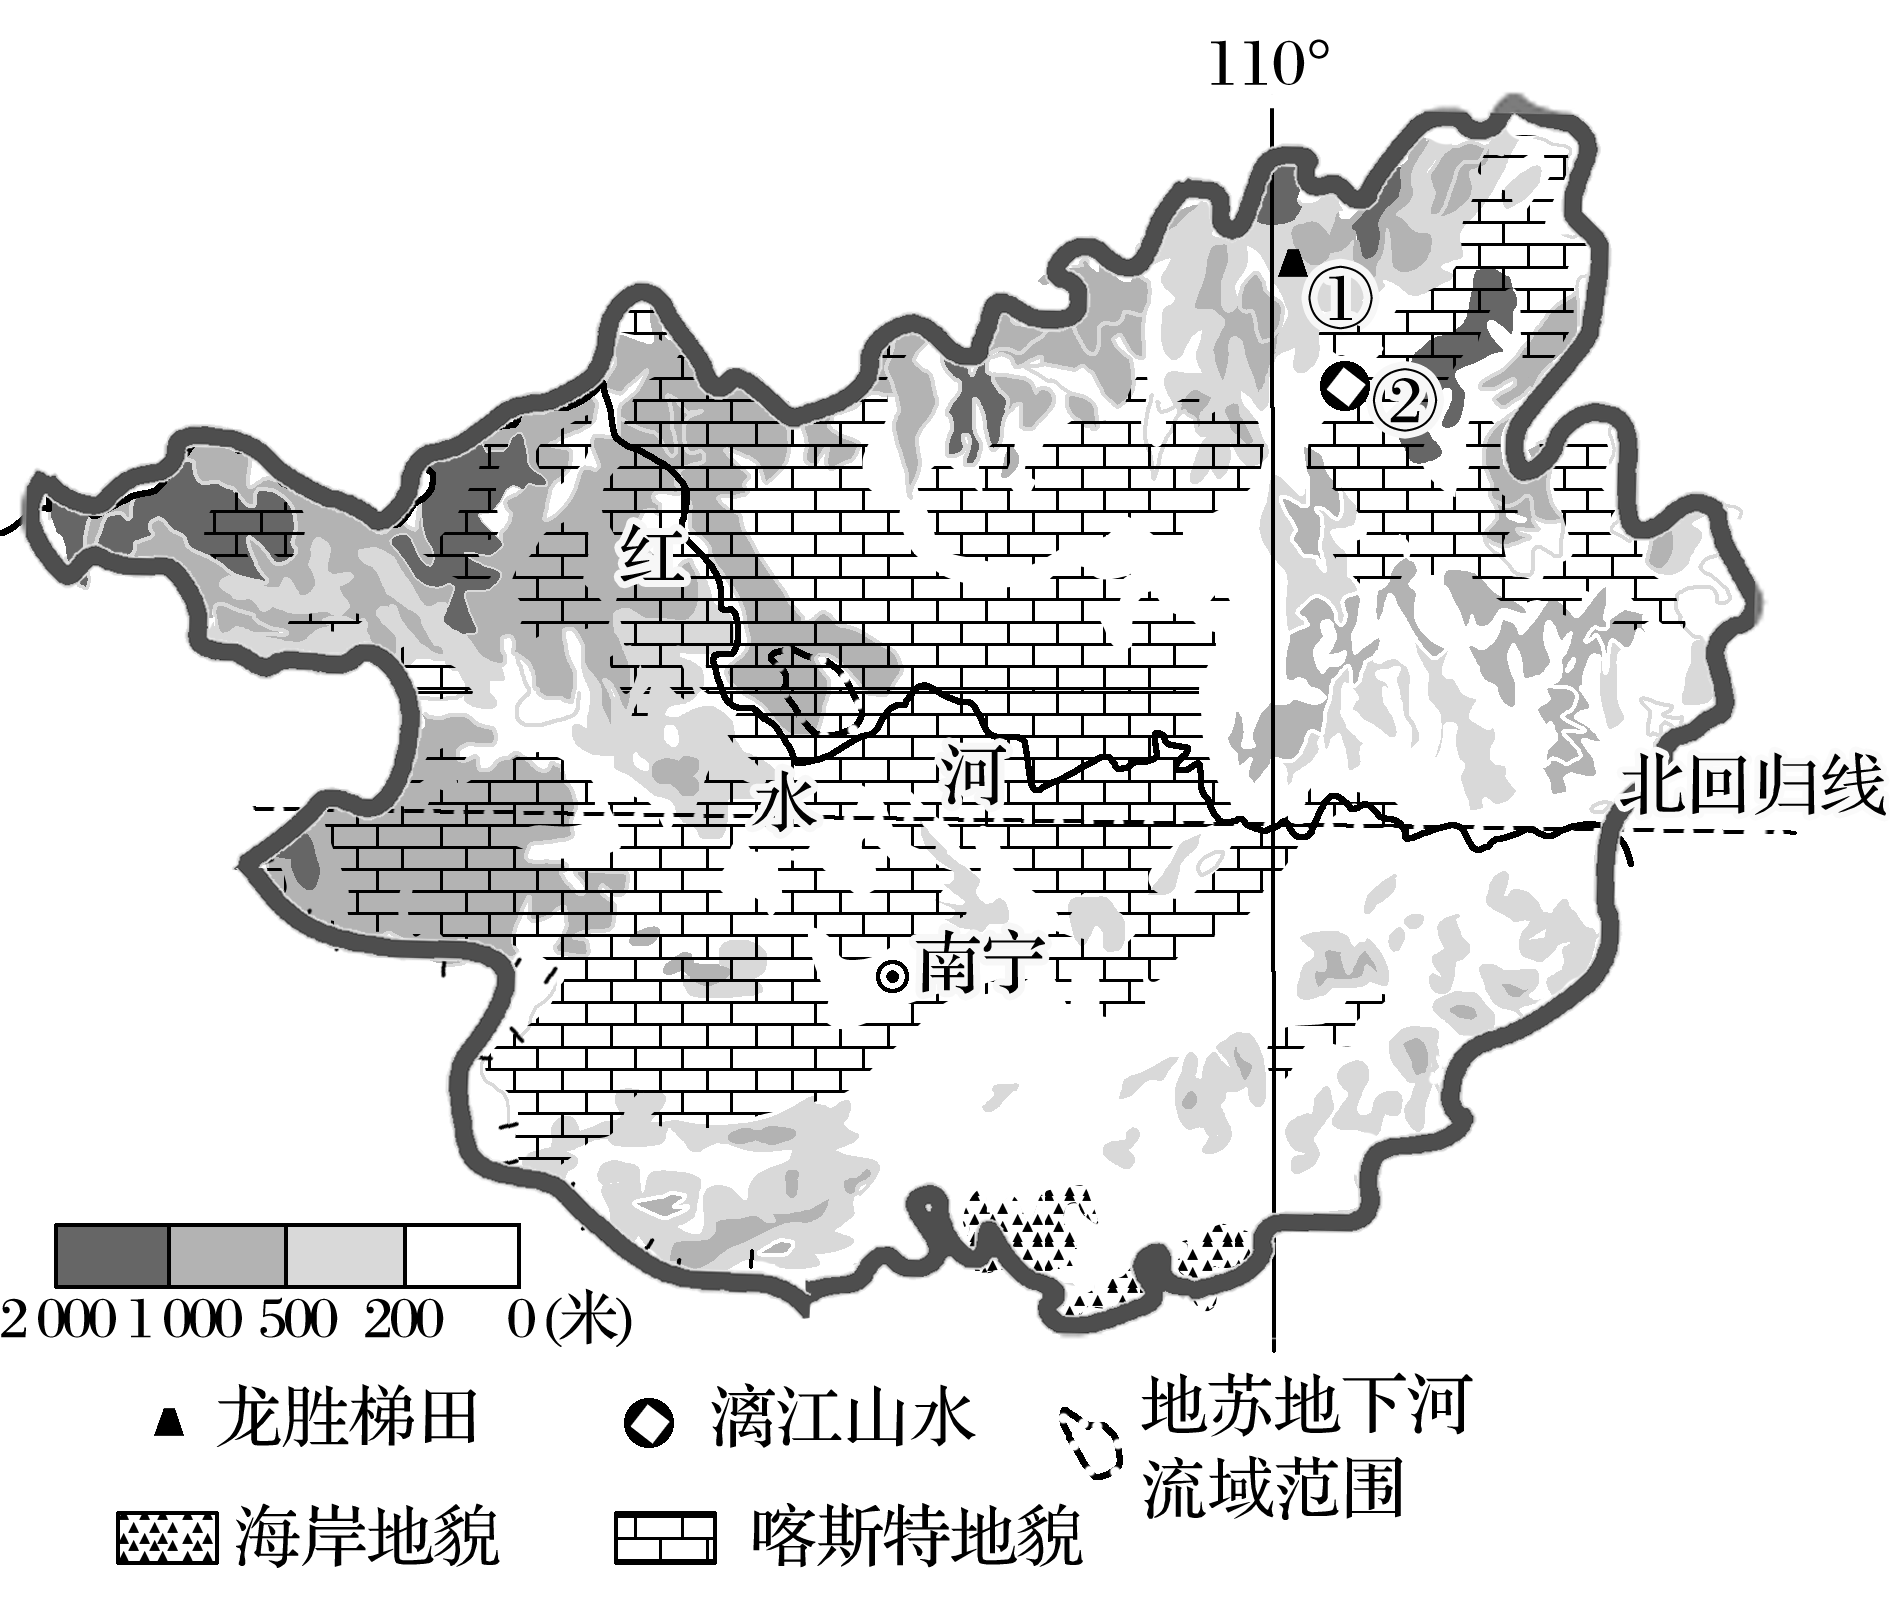 110°
①
②
红
水
河
北回归线
南宁
2 000 1 000 500 200 0 (米)
龙胜梯田
漓江山水
地苏地下河
流域范围
海岸地貌
喀斯特地貌